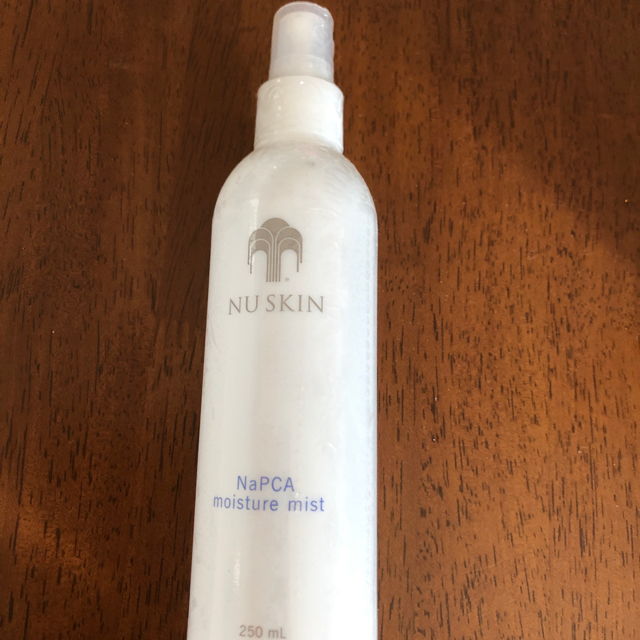 NU SKIN
NaPCA
moisture mist
250 mL